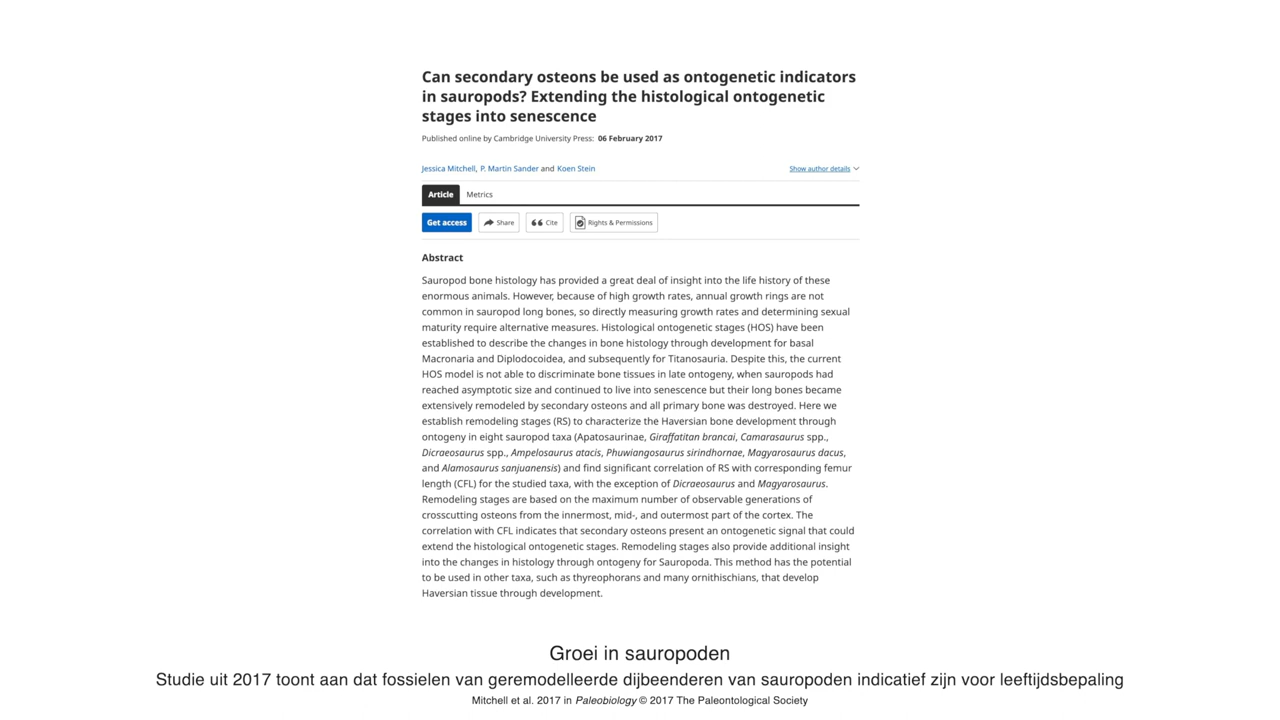 Can secondary osteons be used as ontogenetic indicators
in sauropods? Extending the histological ontogenetic
stages into senescence
Published online by Cambridge University Press: 06 February 2017
Jessica Mitchell, P. Martin Sander and Koen Stein
Show author details
Article Metrics
Get access Share Cite Rights & Permissions
Abstract
Sauropod bone histology has provided a great deal of insight into the life history of these
enormous animals. However, because of high growth rates, annual growth rings are not
common in sauropod long bones, so directly measuring growth rates and determining sexual
maturity require alternative measures. Histological ontogenetic stages (HOS) have been
established to describe the changes in bone histology through development for basal
Macronaria and Diplodocoidea, and subsequently for Titanosauria. Despite this, the current
HOS model is not able to discriminate bone tissues in late ontogeny, when sauropods had
reached asymptotic size and continued to live into senescence but their long bones became
extensively remodeled by secondary osteons and all primary bone was destroyed. Here we
establish remodeling stages (RS) to characterize the Haversian bone development through
ontogeny in eight sauropod taxa (Apatosaurinae, Giraffatitan brancai, Camarasaurus spp.,
Dicraeosaurus spp., Ampelosaurus atacis, Phuwiangosaurus sirindhornae, Magyarosaurus dacus,
and Alamosaurus sanjuanensis) and find significant correlation of RS with corresponding femur
length (CFL) for the studied taxa, with the exception of Dicraeosaurus and Magyarosaurus.
Remodeling stages are based on the maximum number of observable generations of
crosscutting osteons from the innermost, mid-, and outermost part of the cortex. The
correlation with CFL indicates that secondary osteons present an ontogenetic signal that could
extend the histological ontogenetic stages. Remodeling stages also provide additional insight
into the changes in histology through ontogeny for Sauropoda. This method has the potential
to be used in other taxa, such as thyreophorans and many ornithischians, that develop
Haversian tissue through development.
Groei in sauropoden
Studie uit 2017 toont aan dat fossielen van geremodelleerde dijbeenderen van sauropoden indicatief zijn voor leeftijdsbepaling
Mitchell et al. 2017 in Paleobiology © 2017 The Paleontological Society